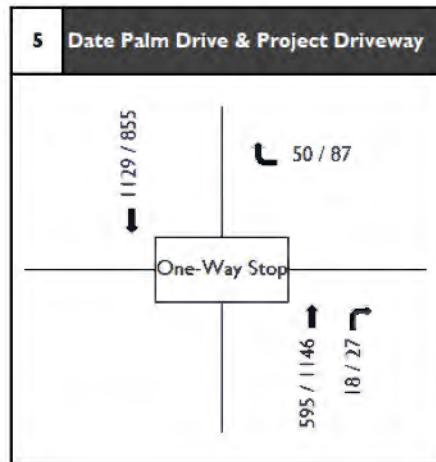 5 Date Palm Drive & Project Driveway
1129 / 855
50 / 87
One-Way Stop
595 / 1146
18 / 27